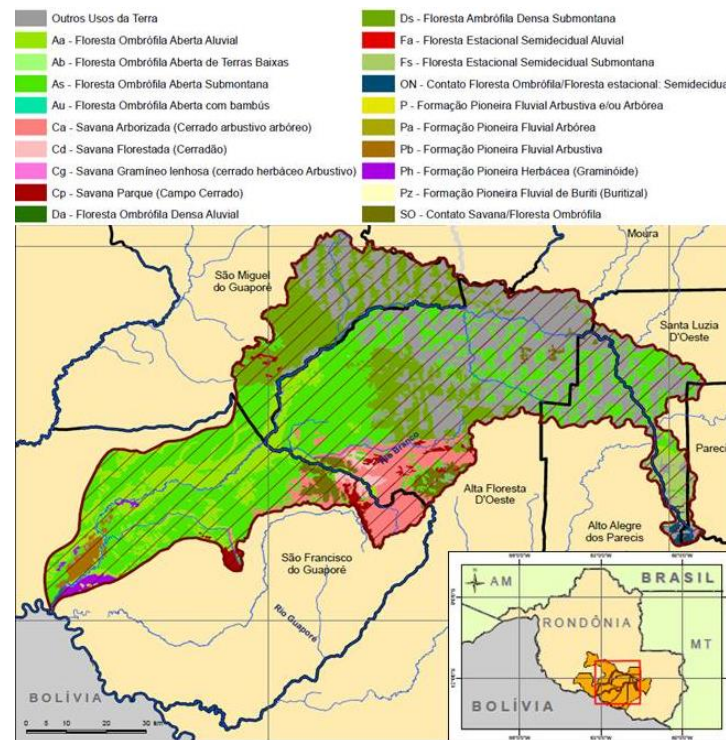 Outros Usos da Terra
Aa - Floresta Ombrófila Aberta Aluvial
Ab - Floresta Ombrófila Aberta de Terras Baixas
As - Floresta Ombrófila Aberta Submontana
Au - Floresta Ombrófila Aberta com bambús
Ca - Savana Arborizada (Cerrado arbustivo arbóreo)
Cd - Savana Florestada (Cerradão)
Cg - Savana Gramíneo lenhosa (cerrado herbáceo Arbustivo)
Cp - Savana Parque (Campo Cerrado)
Da - Floresta Ombrófila Densa Aluvial
Ds - Floresta Ambrófila Densa Submontana
Fa - Floresta Estacional Semidecidual Aluvial
Fs - Floresta Estacional Semidecidual Submontana
ON - Contato Floresta Ombrófila/Floresta estacional: Semidecidua
P - Formação Pioneira Fluvial Arbustiva e/ou Arbórea
Pa - Formação Pioneira Fluvial Arbórea
Pb - Formação Pioneira Fluvial Arbustiva
Ph - Formação Pioneira Herbácea (Graminóide)
Pz - Formação Pioneira Fluvial de Buriti (Buritizal)
SO - Contato Savana/Floresta Ombrófila
Moura
São Miguel
do Guaporé
Santa Luzia
D'Oeste
Rio Branco
Parecis
Alta Floresta
D'Oeste
Alto Alegre
dos Parecis
São Francisco
do Guaporé
Rio Guaporé
BOLÍVIA
0 5 10 20 30
km
AM
BRASIL
RONDÔNIA
MT
BOLÍVIA